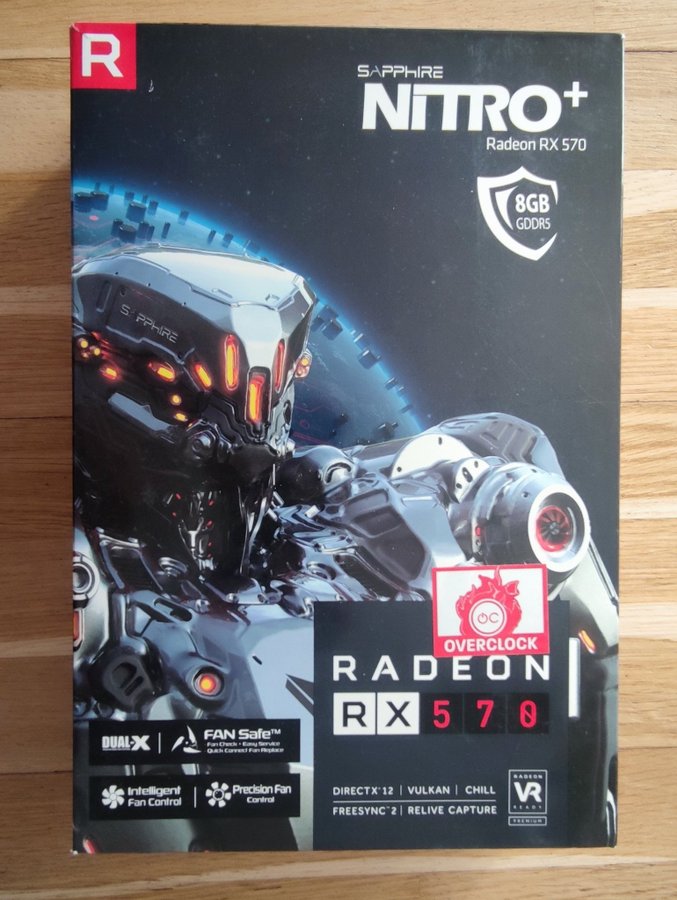 R
SAPPHIRE
NITRO+
Radeon RX 570
8GB
GDDR5
SAPPHIRE
OC
OVERCLOCK
RADEON
RX 570
DUAL-X
FAN Safe™
Fan Check • Easy Service
Quick Connect Fan Replace
Intelligent
Fan Control
Precision Fan
Control
DIRECTX®12 | VULKAN | CHILL
FREESYNC™2 | RELIVE CAPTURE
RADEON
VR
READY
PREMIUM